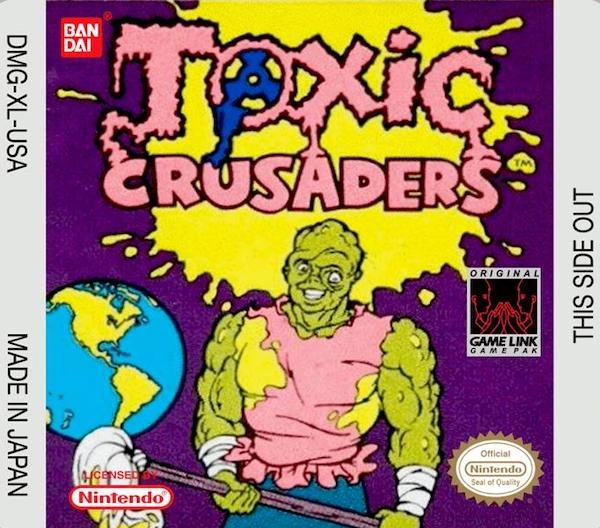 BAN
DAI
TOXIC
CRUSADERS
TM
DMG-XL-USA
MADE IN JAPAN
THIS SIDE OUT
ORIGINAL
GAME LINK
GAME PAK
LICENSED BY
Nintendo®
Official
Nintendo
Seal of Quality